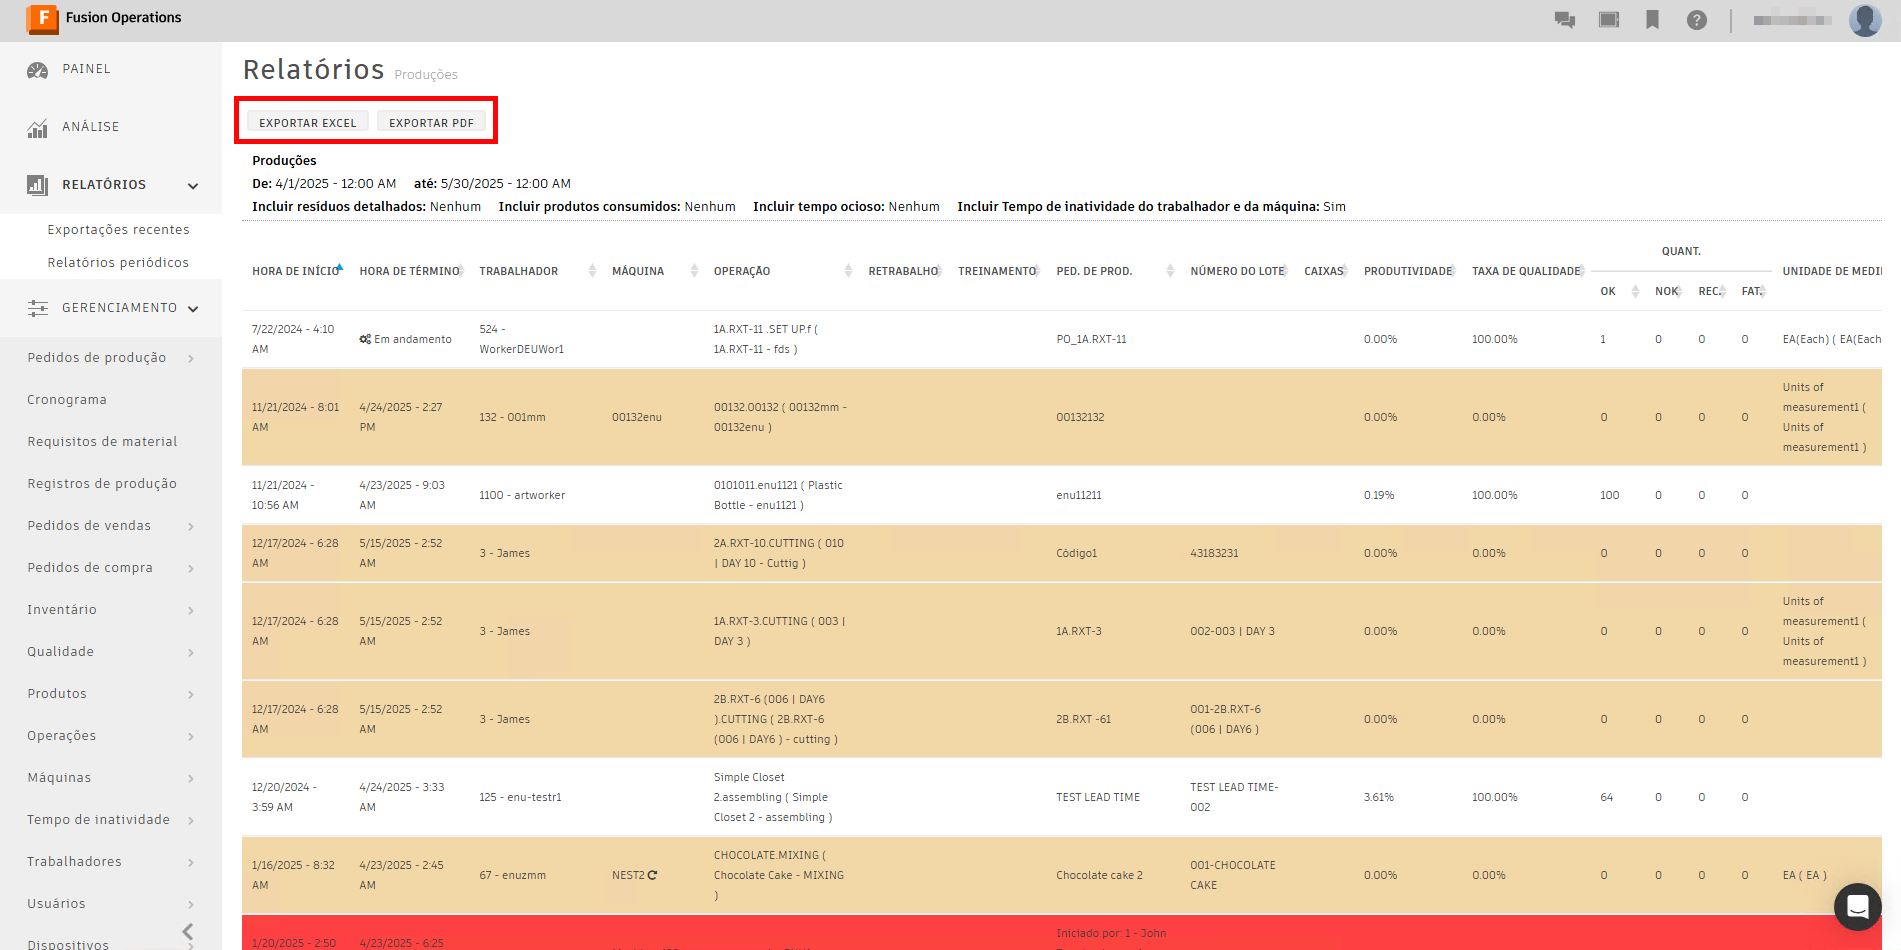 F Fusion Operations
?
PAINEL
ANÁLISE
RELATÓRIOS
Exportações recentes
Relatórios periódicos
GERENCIAMENTO
Pedidos de produção
Cronograma
Requisitos de material
Registros de produção
Pedidos de vendas
Pedidos de compra
Inventário
Qualidade
Produtos
Operações
Máquinas
Tempo de inatividade
Trabalhadores
Usuários
Dispositivos
Relatórios Produções
EXPORTAR EXCEL EXPORTAR PDF
Produções
De: 4/1/2025 - 12:00 AM até: 5/30/2025 - 12:00 AM
Incluir resíduos detalhados: Nenhum Incluir produtos consumidos: Nenhum Incluir tempo ocioso: Nenhum Incluir Tempo de inatividade do trabalhador e da máquina: Sim
QUANT.
HORA DE INÍCIO HORA DE TÉRMINO TRABALHADOR MÁQUINA OPERAÇÃO RETRABALHO TREINAMENTO PED. DE PROD. NÚMERO DO LOTE CAIXAS PRODUTIVIDADE TAXA DE QUALIDADE UNIDADE DE MEDI
OK NOK REC. FAT.
7/22/2024 - 4:10 524 - 1A.RXT-11 .SET UP.f (
Em andamento PO_1A.RXT-11 0.00% 100.00% 1 0 0 0 EA(Each) ( EA(Each
AM WorkerDEUWor1 1A.RXT-11 - fds )
Units of
11/21/2024 - 8:01 4/24/2025 - 2:27 00132.00132 ( 00132mm - measurement1 (
132 - 001mm 00132enu 00132132 0.00% 0.00% 0 0 0 0
AM PM 00132enu ) Units of
measurement1 )
11/21/2024 - 4/23/2025 - 9:03 0101011.enu1121 ( Plastic
1100 - artworker enu11211 0.19% 100.00% 100 0 0 0
10:56 AM AM Bottle - enu1121 )
12/17/2024 - 6:28 5/15/2025 - 2:52 2A.RXT-10.CUTTING ( 010
3 - James Código1 43183231 0.00% 0.00% 0 0 0 0
AM AM | DAY 10 - Cuttig )
Units of
12/17/2024 - 6:28 5/15/2025 - 2:52 1A.RXT-3.CUTTING ( 003 | measurement1 (
3 - James 1A.RXT-3 002-003 | DAY 3 0.00% 0.00% 0 0 0 0
AM AM DAY 3 ) Units of
measurement1 )
2B.RXT-6 (006 | DAY6
12/17/2024 - 6:28 5/15/2025 - 2:52 001-2B.RXT-6
3 - James ).CUTTING ( 2B.RXT-6 2B.RXT -61 0.00% 0.00% 0 0 0 0
AM AM (006 | DAY6 )
(006 | DAY6 ) - cutting )
Simple Closet
12/20/2024 - 4/24/2025 - 3:33 TEST LEAD TIME-
125 - enu-testr1 2.assembling ( Simple TEST LEAD TIME 3.61% 100.00% 64 0 0 0
3:59 AM AM 002
Closet 2 - assembling )
CHOCOLATE.MIXING (
1/16/2025 - 8:32 4/23/2025 - 2:45 001-CHOCOLATE
67 - enuzmm NEST2 Chocolate Cake - MIXING Chocolate cake 2 0.00% 0.00% 0 0 0 0 EA ( EA )
AM AM CAKE
)
Iniciado por: 1 - John
1/20/2025 - 2:50 4/23/2025 - 6:25